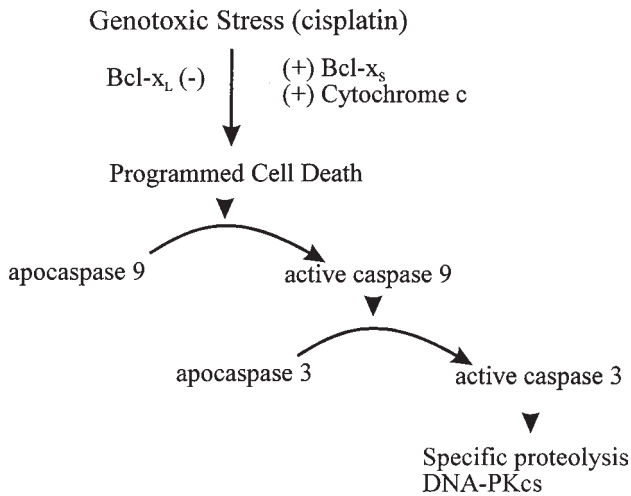 Genotoxic Stress (cisplatin)
Bcl-xL (-)
(+) Bcl-xS
(+) Cytochrome c
Programmed Cell Death
apocaspase 9
active caspase 9
apocaspase 3
active caspase 3
Specific proteolysis
DNA-PKcs